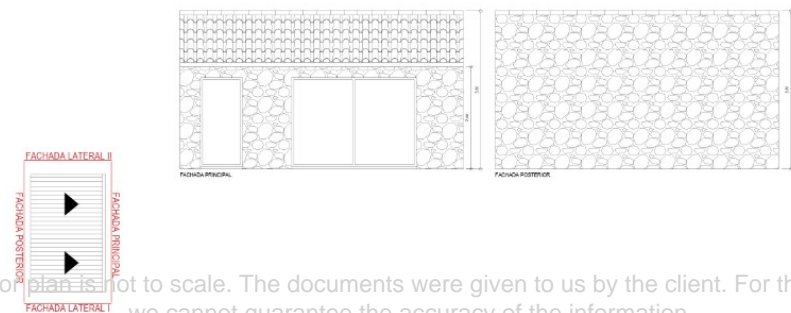 FACHADA PRINCIPAL
FACHADA POSTERIOR
FACHADA LATERAL II
FACHADA POSTERIOR
FACHADA PRINCIPAL
or plan is not to scale. The documents were given to us by the client. For th
FACHADA LATERAL I
we cannot guarantee the accuracy of the information